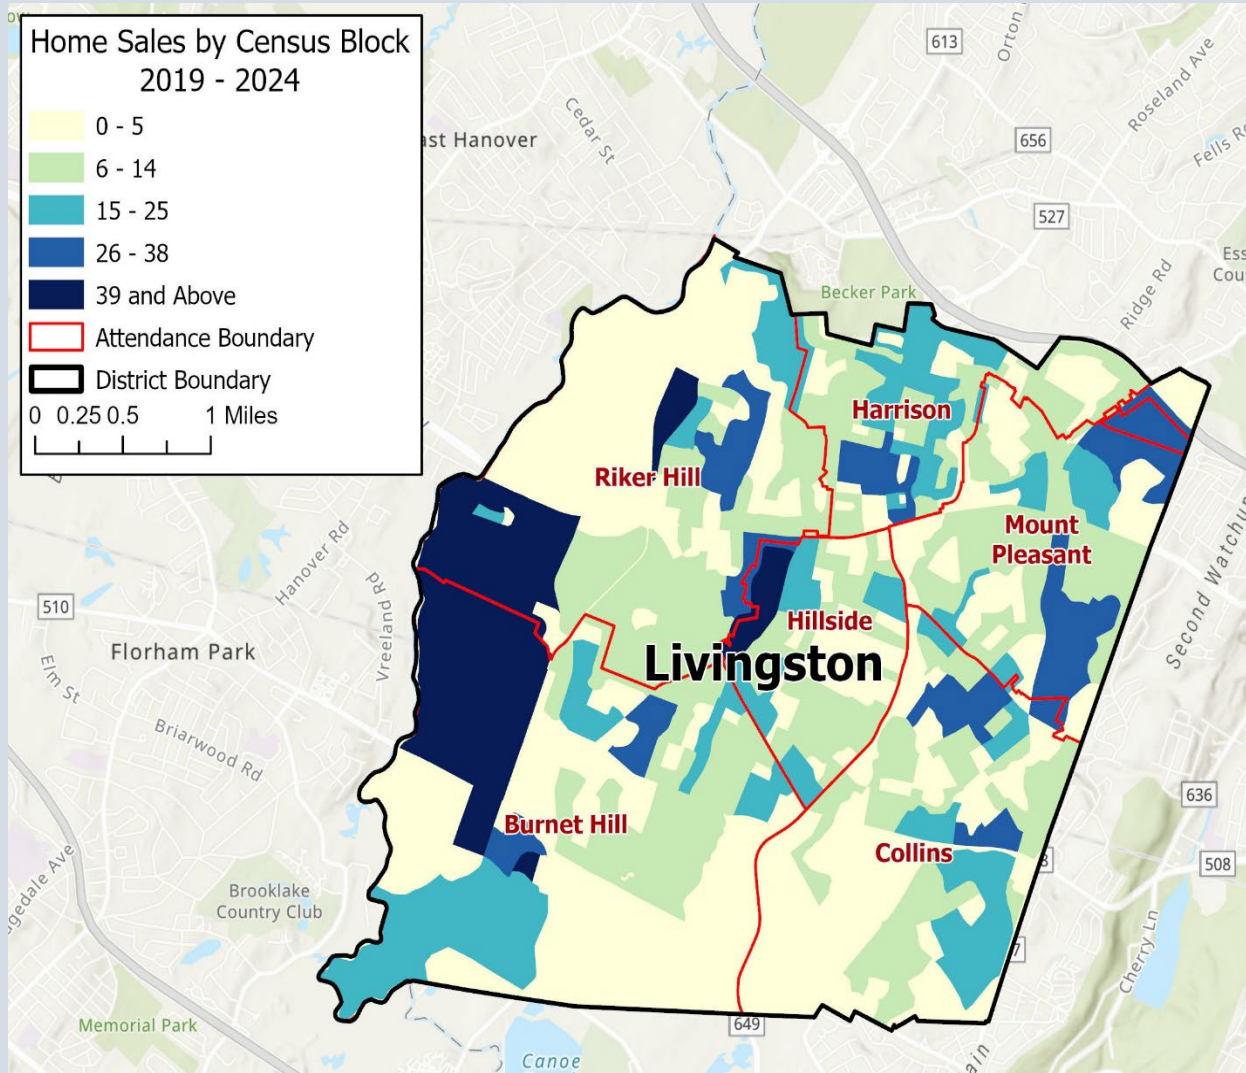 Home Sales by Census Block
2019 - 2024
0 - 5
6 - 14
15 - 25
26 - 38
39 and Above
Attendance Boundary
District Boundary
0 0.25 0.5 1 Miles
613
Orton
Roseland Ave
Cedar St
ast Hanover
656
Fells
527
Ess
Cou
Ridge Rd
Becker Park
Harrison
Riker Hill
Mount
Pleasant
Hanover Rd
Second Watchu
510
Vreeland Rd
Hillside
Florham Park
Livingston
Elm St
Briarwood Rd
636
Burnet Hill
Collins
508
Brooklake
Country Club
gedale Ave
Cherry Ln
7
Memorial Park
649
Canoe
ain